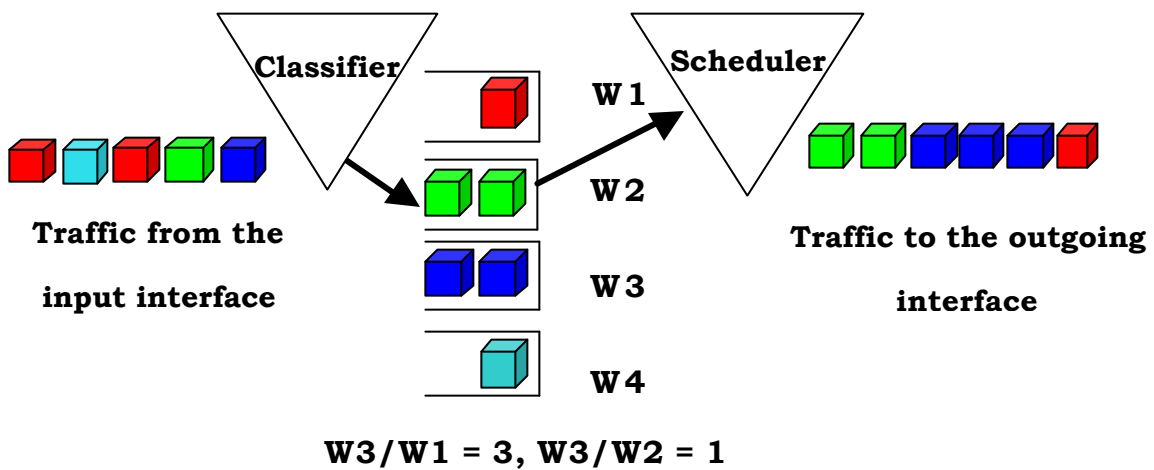 Classifier
Scheduler
W1
W2
W3
W4
Traffic from the
input interface
Traffic to the outgoing
interface
W3/W1 = 3, W3/W2 = 1